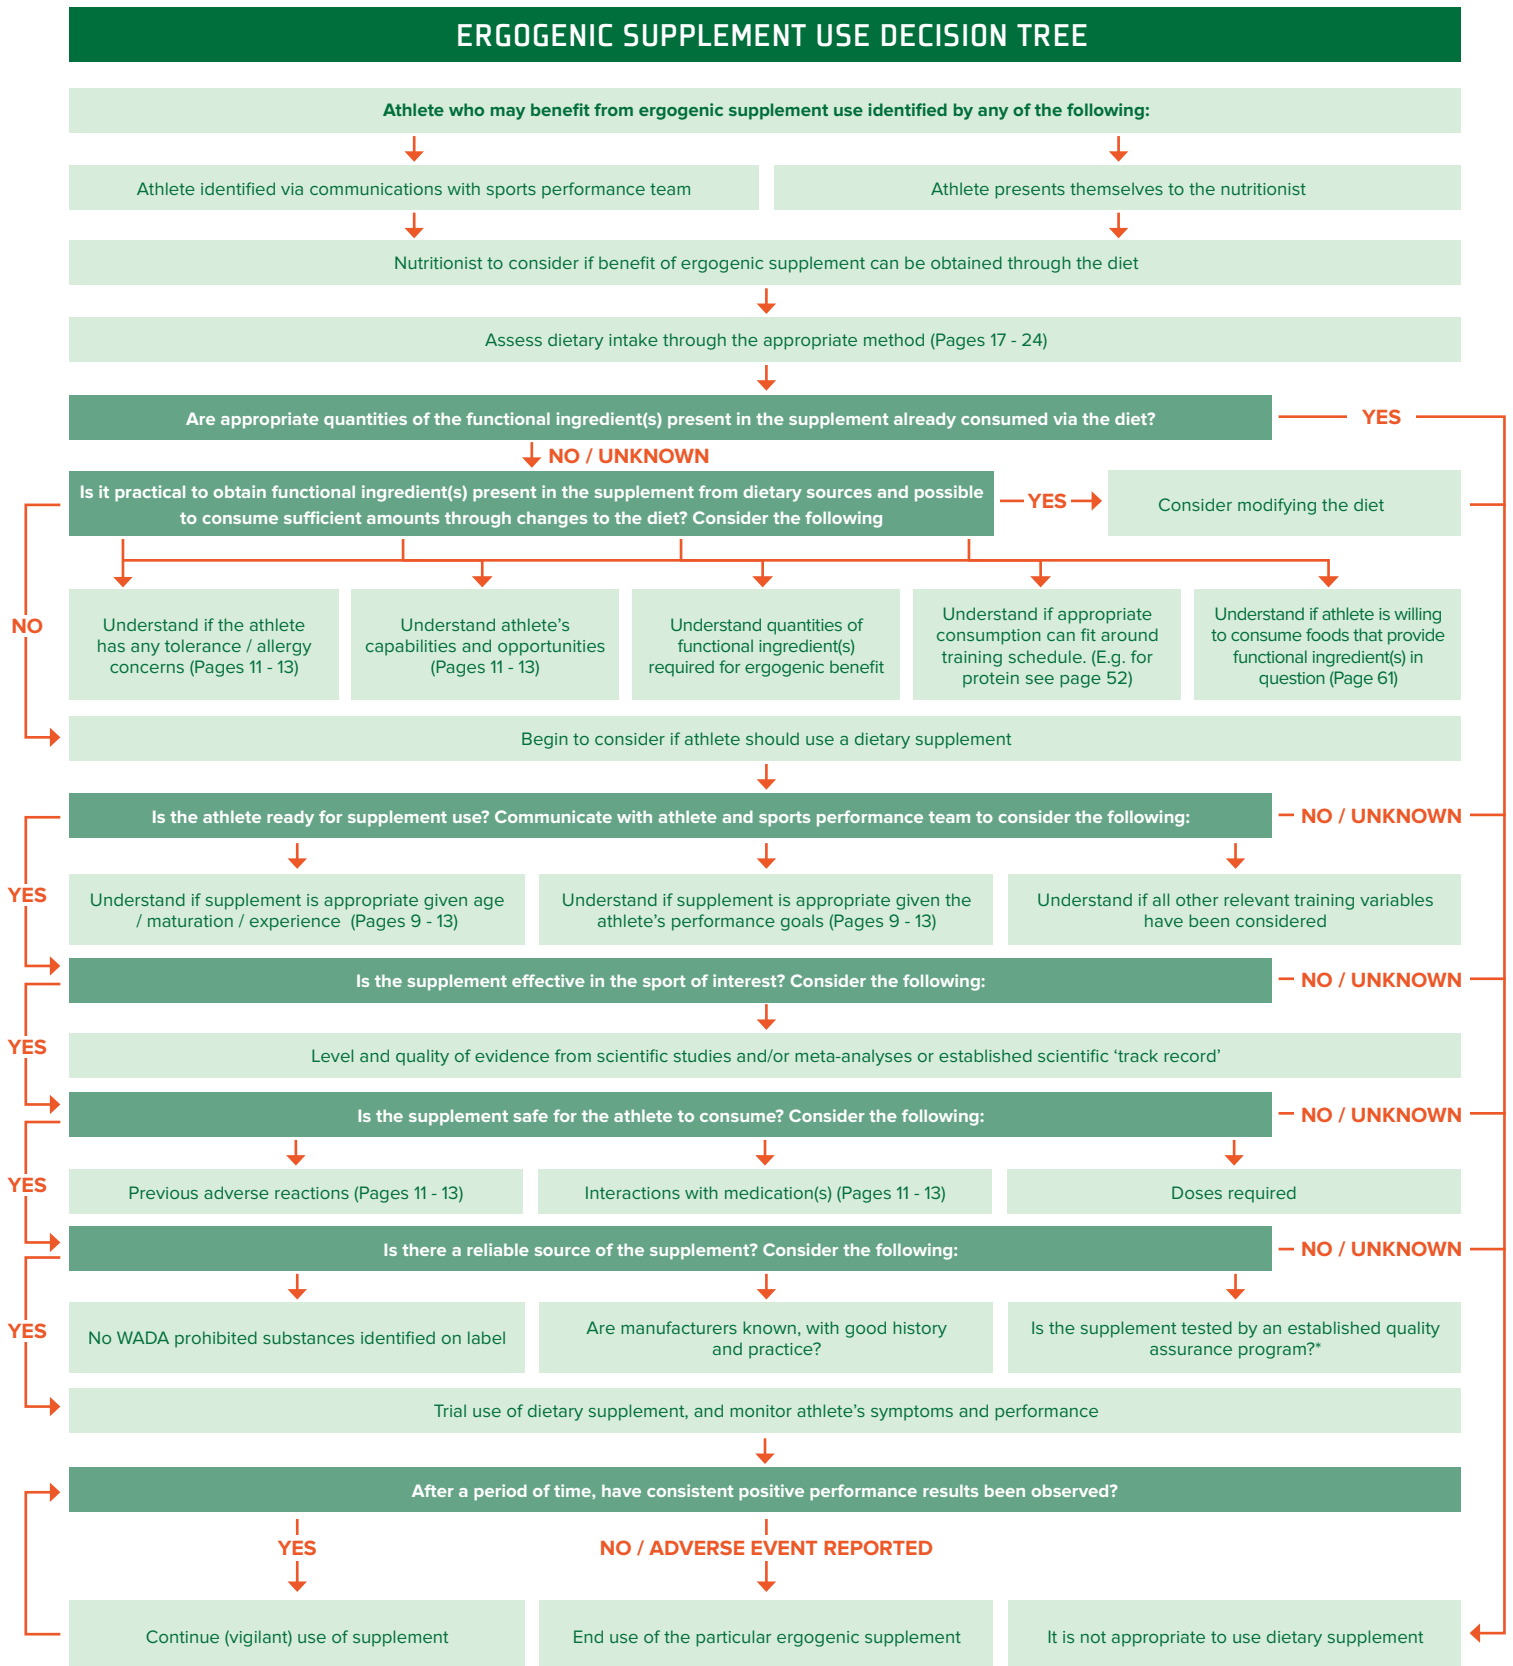 ERGOGENIC SUPPLEMENT USE DECISION TREE
Athlete who may benefit from ergogenic supplement use identified by any of the following:
Athlete identified via communications with sports performance team
Athlete presents themselves to the nutritionist
Nutritionist to consider if benefit of ergogenic supplement can be obtained through the diet
Assess dietary intake through the appropriate method (Pages 17 - 24)
Are appropriate quantities of the functional ingredient(s) present in the supplement already consumed via the diet?
YES
NO / UNKNOWN
Is it practical to obtain functional ingredient(s) present in the supplement from dietary sources and possible
to consume sufficient amounts through changes to the diet? Consider the following
YES
Consider modifying the diet
NO
Understand if the athlete
has any tolerance / allergy
concerns (Pages 11 - 13)
Understand athlete's
capabilities and opportunities
(Pages 11 - 13)
Understand quantities of
functional ingredient(s)
required for ergogenic benefit
Understand if appropriate
consumption can fit around
training schedule. (E.g. for
protein see page 52)
Understand if athlete is willing
to consume foods that provide
functional ingredient(s) in
question (Page 61)
Begin to consider if athlete should use a dietary supplement
Is the athlete ready for supplement use? Communicate with athlete and sports performance team to consider the following:
NO / UNKNOWN
YES
Understand if supplement is appropriate given age
/ maturation / experience (Pages 9 - 13)
Understand if supplement is appropriate given the
athlete's performance goals (Pages 9 - 13)
Understand if all other relevant training variables
have been considered
Is the supplement effective in the sport of interest? Consider the following:
NO / UNKNOWN
YES
Level and quality of evidence from scientific studies and/or meta-analyses or established scientific 'track record'
Is the supplement safe for the athlete to consume? Consider the following:
NO / UNKNOWN
YES
Previous adverse reactions (Pages 11 - 13)
Interactions with medication(s) (Pages 11 - 13)
Doses required
Is there a reliable source of the supplement? Consider the following:
NO / UNKNOWN
YES
No WADA prohibited substances identified on label
Are manufacturers known, with good history
and practice?
Is the supplement tested by an established quality
assurance program?*
Trial use of dietary supplement, and monitor athlete's symptoms and performance
After a period of time, have consistent positive performance results been observed?
YES
NO / ADVERSE EVENT REPORTED
Continue (vigilant) use of supplement
End use of the particular ergogenic supplement
It is not appropriate to use dietary supplement